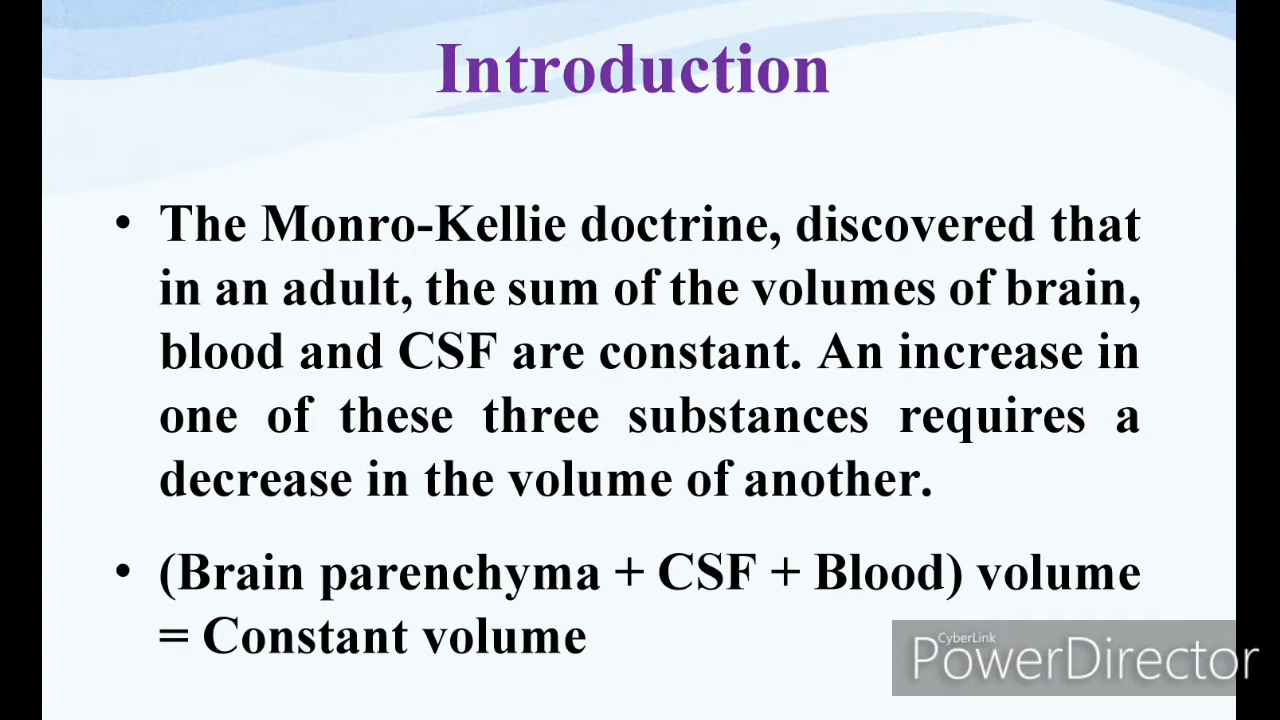 Introduction
• The Monro-Kellie doctrine, discovered that
in an adult, the sum of the volumes of brain,
blood and CSF are constant. An increase in
one of these three substances requires a
decrease in the volume of another.
• (Brain parenchyma + CSF + Blood) volume
= Constant volume
CyberLink
PowerDirector